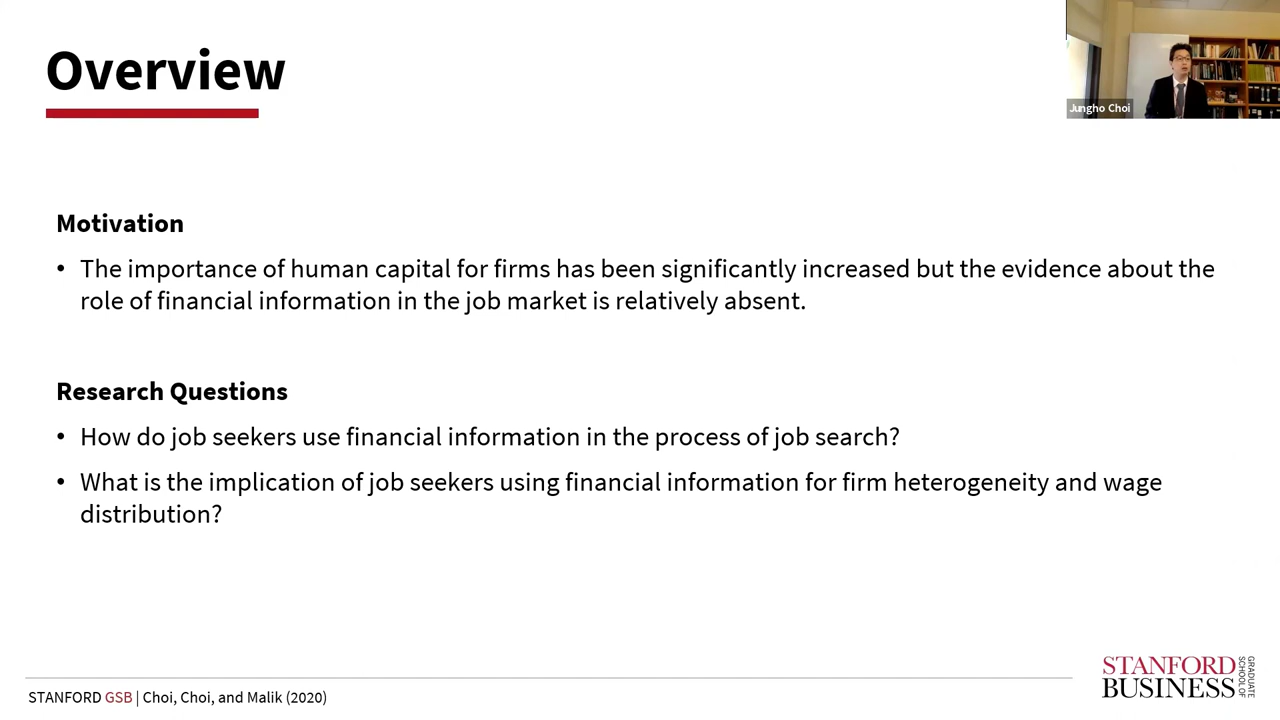 Overview
Jungho Choi
Motivation
• The importance of human capital for firms has been significantly increased but the evidence about the
role of financial information in the job market is relatively absent.
Research Questions
• How do job seekers use financial information in the process of job search?
• What is the implication of job seekers using financial information for firm heterogeneity and wage
distribution?
STANFORD GSB | Choi, Choi, and Malik (2020)
STANFORD
BUSINESS
GRADUATE
SCHOOL OF